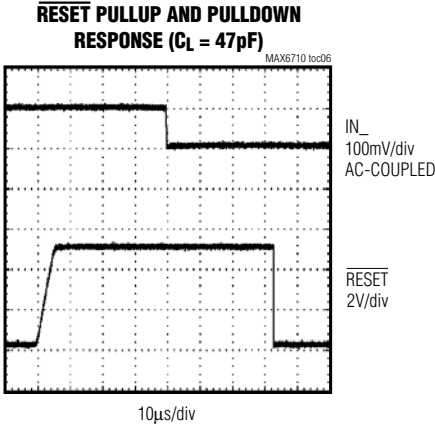 RESET PULLUP AND PULLDOWN
RESPONSE (CL = 47pF)
MAX6710 toc06
IN_
100mV/div
AC-COUPLED
RESET
2V/div
10μs/div